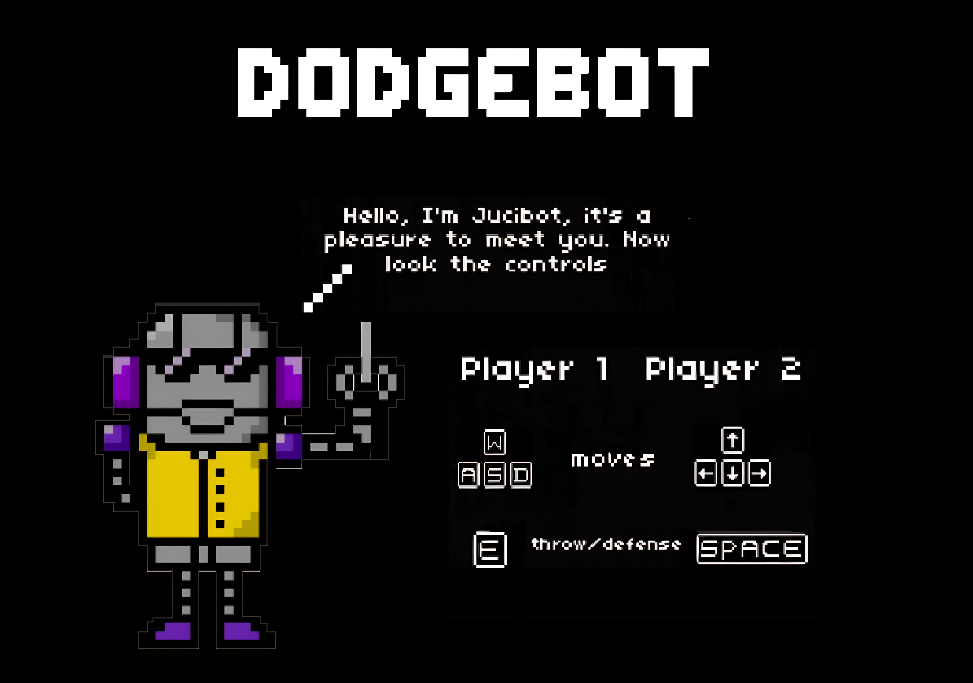 DODGEBOT
Hello, I'm Jucibot, it's a
pleasure to meet you. Now
look the controls
Player 1 Player 2
W ↑
moves
A S D ← ↓ →
E throw/defense SPACE